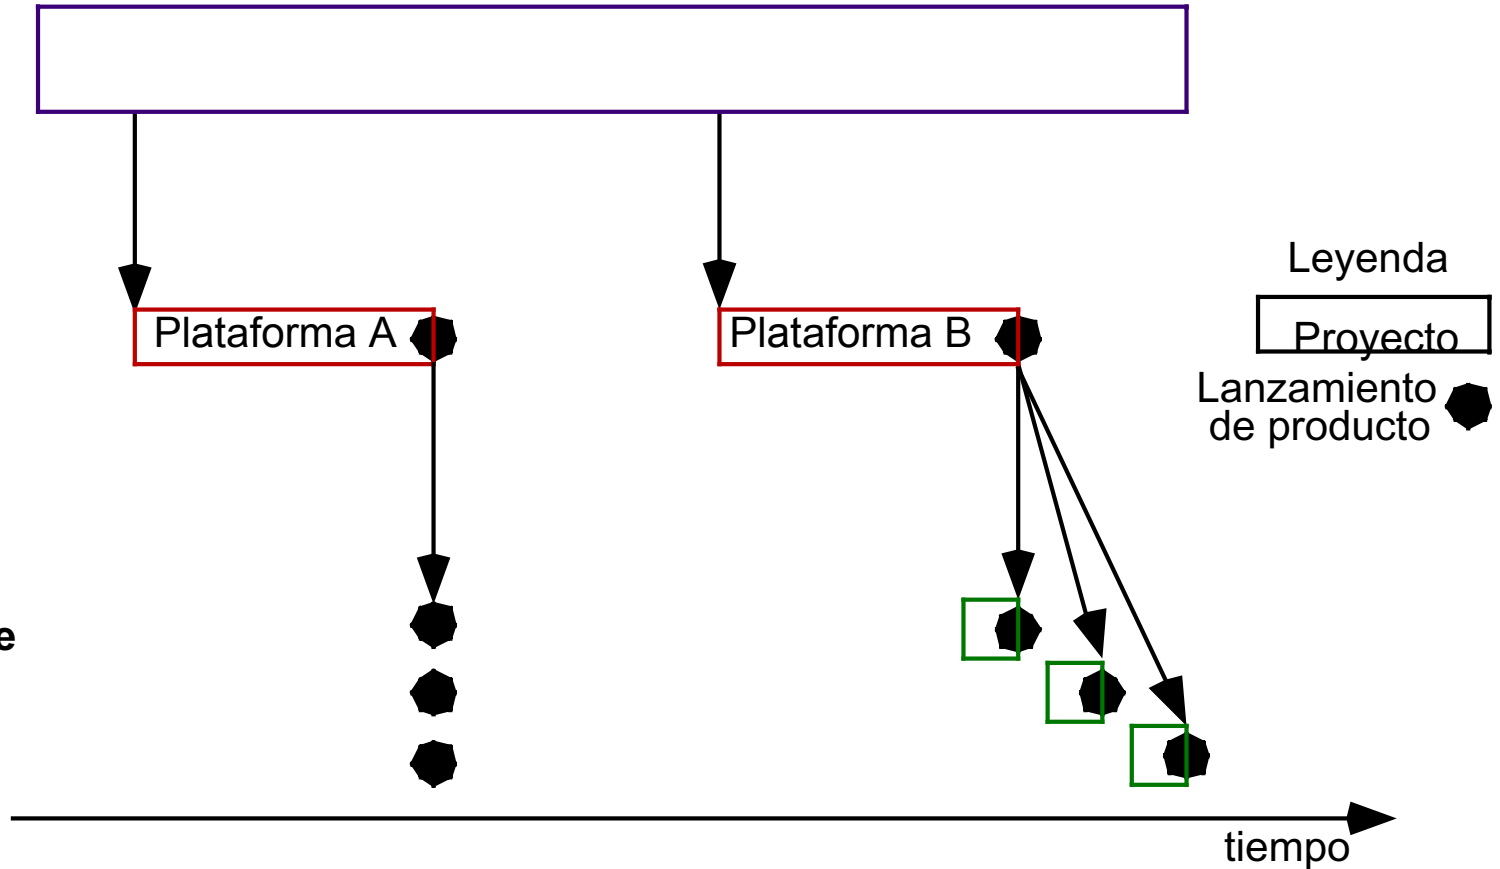 Leyenda
Plataforma A
Plataforma B
Proyecto
Lanzamiento
de producto
e
tiempo